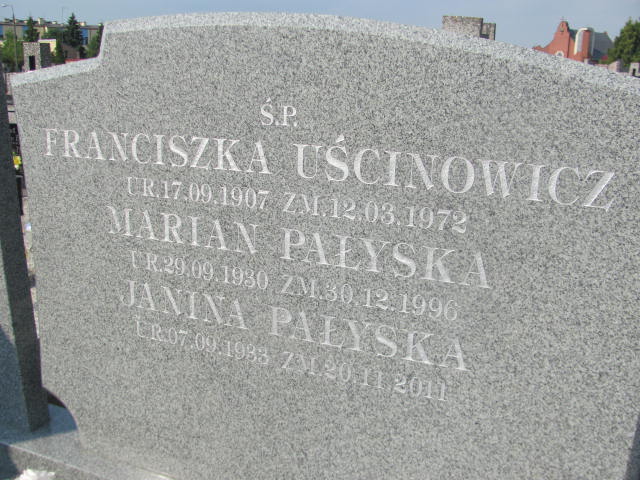 Ś.P.
FRANCISZKA UŚCINOWICZ
UR.17.09.1907 ZM.12.03.1972
MARIAN PAŁYSKA
UR.29.09.1930 ZM.30.12.1996
JANINA PAŁYSKA
UR.07.09.1933 ZM.20.11.2011